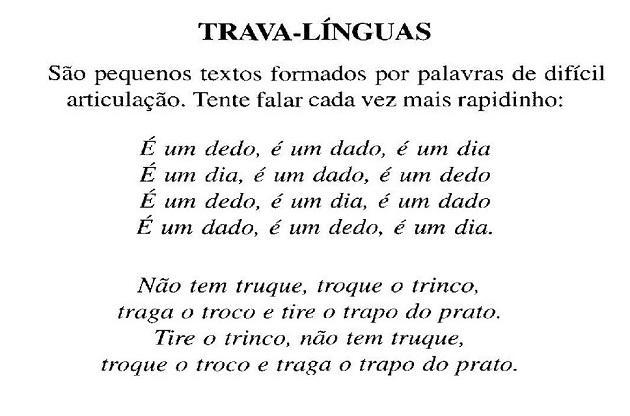 TRAVA-LÍNGUAS
São pequenos textos formados por palavras de difícil
articulação. Tente falar cada vez mais rapidinho:
É um dedo, é um dado, é um dia
É um dia, é um dado, é um dedo
É um dedo, é um dia, é um dado
É um dado, é um dedo, é um dia.
Não tem truque, troque o trinco,
traga o troco e tire o trapo do prato.
Tire o trinco, não tem truque,
troque o troco e traga o trapo do prato.